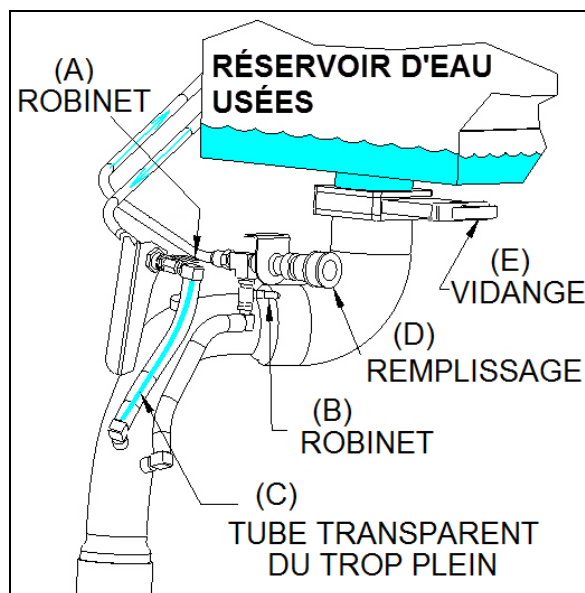 (A)
ROBINET
RÉSERVOIR D'EAU
USÉES
(E)
VIDANGE
(D)
REMPLISSAGE
(B)
ROBINET
(C)
TUBE TRANSPARENT
DU TROP PLEIN